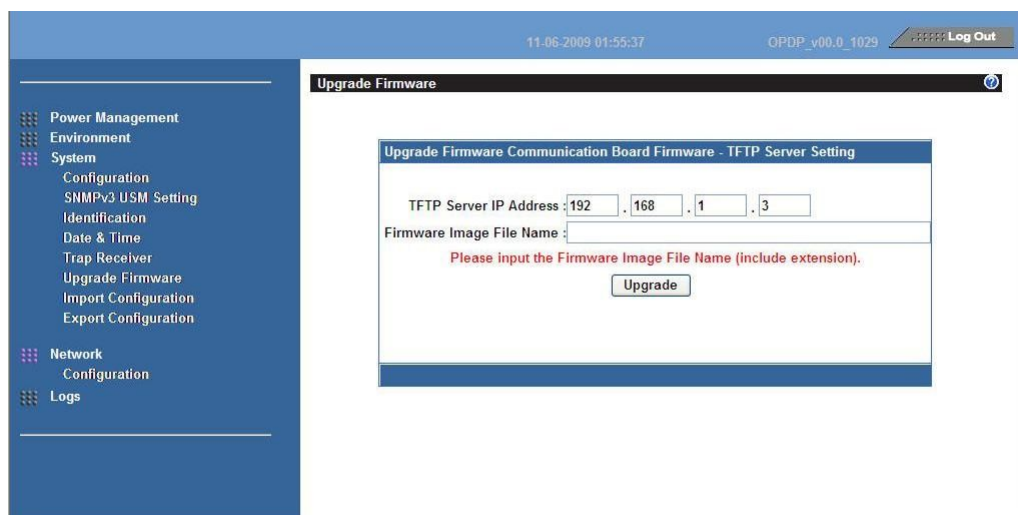 11-06-2009 01:55:37
OPDP_v00.0_1029
Log Out
Power Management
Environment
System
Configuration
SNMPv3 USM Setting
Identification
Date & Time
Trap Receiver
Upgrade Firmware
Import Configuration
Export Configuration
Network
Configuration
Logs
Upgrade Firmware
?
Upgrade Firmware Communication Board Firmware - TFTP Server Setting
TFTP Server IP Address : 192 . 168 . 1 . 3
Firmware Image File Name :
Please input the Firmware Image File Name (include extension).
Upgrade